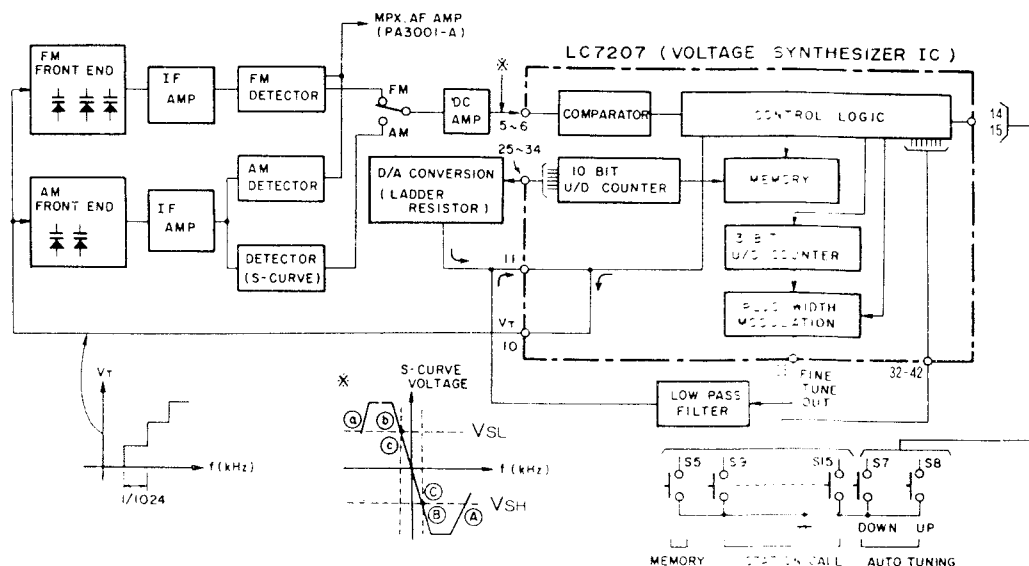 MPX. AF AMP.
(PA3001-A)
LC7207 (VOLTAGE SYNTHESIZER IC)
FM
FRONT END
IF
AMP
FM
DETECTOR
FM
AM
DC
AMP
※
5~6
COMPARATOR
CONTROL LOGIC
14
15
25~34
AM
DETECTOR
D/A CONVERSION
(LADDER
RESISTOR)
10 BIT
U/D COUNTER
MEMORY
AM
FRONT END
IF
AMP
DETECTOR
(S-CURVE)
3 BIT
U/D COUNTER
11
WIDTH
MODULATION
VT
10
32-42
FINE
TUNE
OUT
LOW PASS
FILTER
VT
f(kHz)
1/1024
※
S-CURVE
VOLTAGE
ⓐ
ⓑ
ⓒ
VSL
f(kHz)
Ⓒ
Ⓑ
Ⓐ
VSH
S5
S9
S15
S7
S8
DOWN
UP
MEMORY
STATION CALL
AUTO TUNING